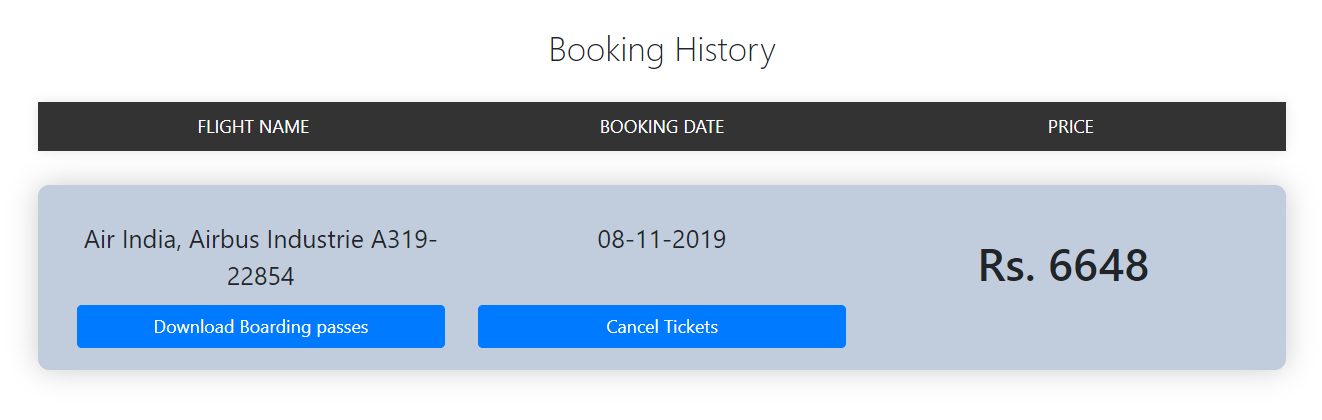 Booking History
FLIGHT NAME
BOOKING DATE
PRICE
Air India, Airbus Industrie A319-
22854
08-11-2019
Rs. 6648
Download Boarding passes
Cancel Tickets